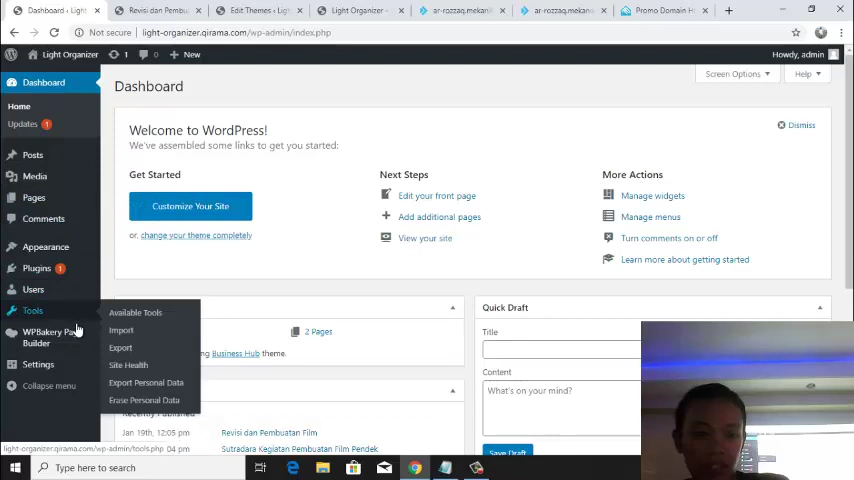 Dashboard ‹ Light Organizer
Revisi dan Pembu
Edit Themes ‹ Ligh
Light Organizer –
ar-rozzaq.mekanik
ar-rozzaq.mekanik
Promo Domain H
Not secure | light-organizer.qirama.com/wp-admin/index.php
Light Organizer 1 0 + New
Howdy, admin
Dashboard
Home
Updates 1
Posts
Media
Pages
Comments
Appearance
Plugins 1
Users
Tools
WPBakery Pa
Builder
Settings
Collapse menu
Available Tools
Import
Export
Site Health
Export Personal Data
Erase Personal Data
Dashboard
Screen Options
Help
Welcome to WordPress!
Dismiss
We've assembled some links to get you started:
Get Started
Customize Your Site
or, change your theme completely
Next Steps
Edit your front page
Add additional pages
View your site
More Actions
Manage widgets
Manage menus
Turn comments on or off
Learn more about getting started
2 Pages
ing Business Hub theme.
Recently Published
Jan 19th, 12:05 pm Revisi dan Pembuatan Film
04 pm Sutradara Kegiatan Pembuatan Film Pendek
Quick Draft
Title
Content
What's on your mind?
Save Draft
light-organizer.qirama.com/wp-admin/tools.php
Type here to search